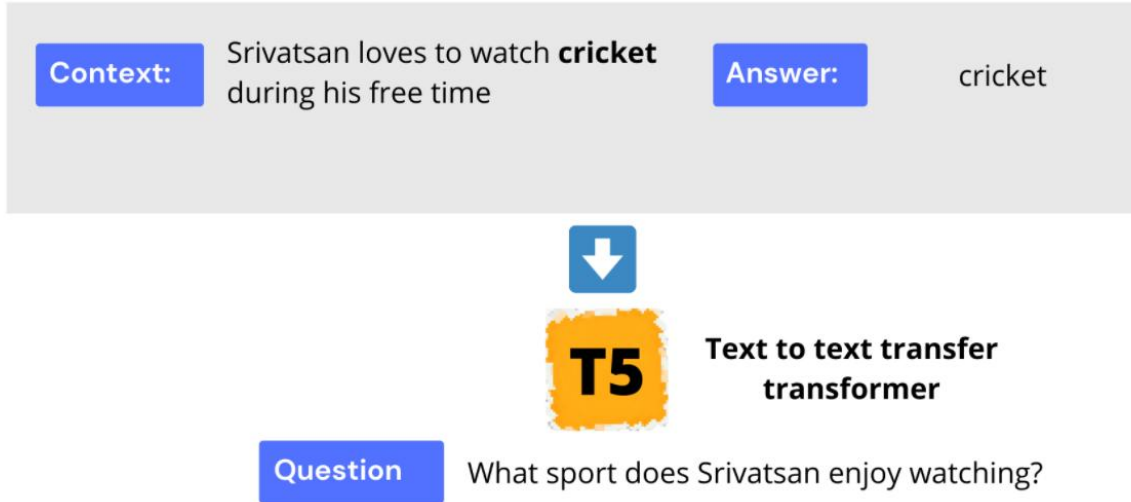 Context:
Srivatsan loves to watch cricket
during his free time
Answer:
cricket
T5
Text to text transfer
transformer
Question
What sport does Srivatsan enjoy watching?